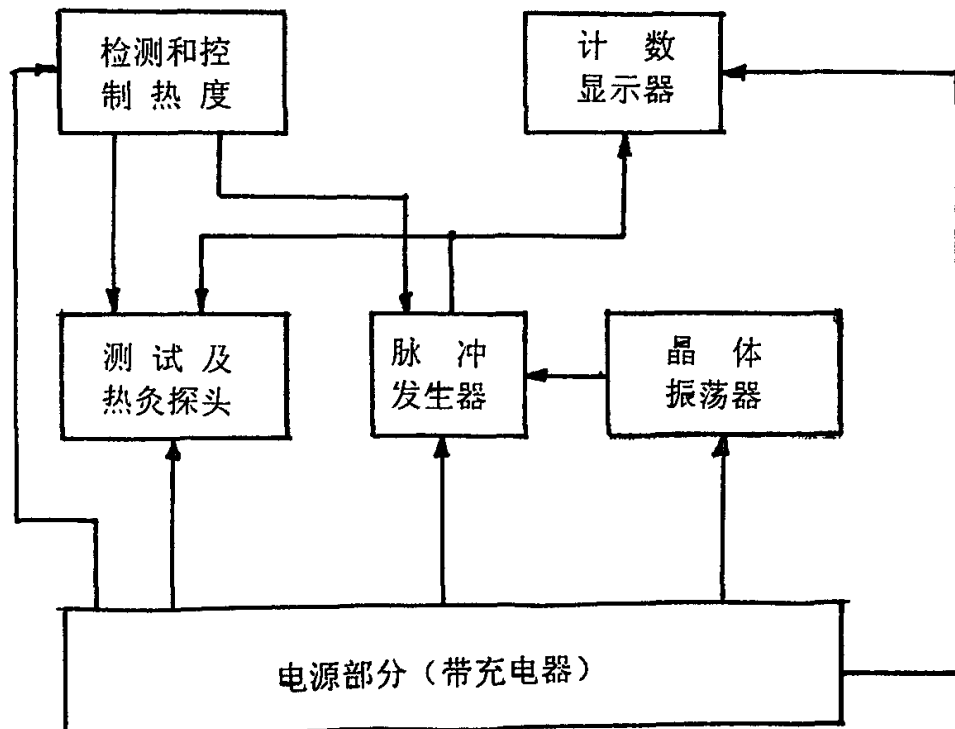 检测和控
制热度
计数
显示器
测试及
热灸探头
脉冲
发生器
晶体
振荡器
电源部分（带充电器）